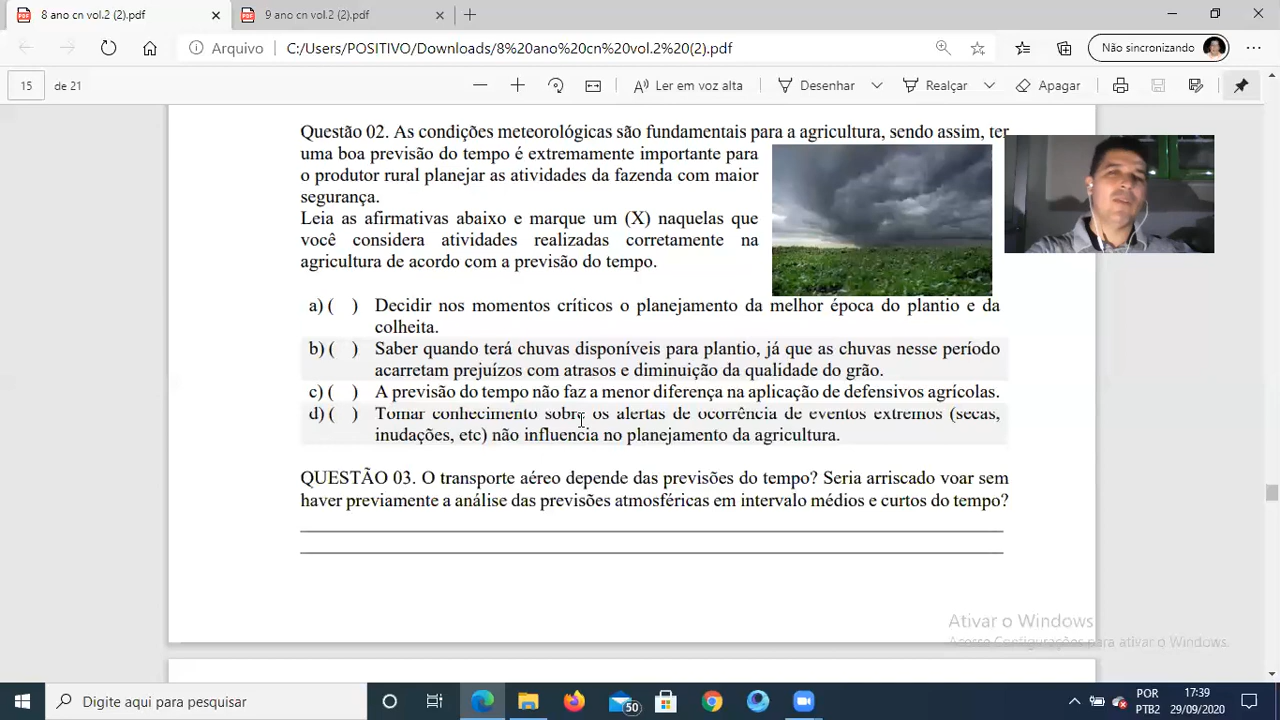 8 ano cn vol.2 (2).pdf
9 ano cn vol.2 (2).pdf
Arquivo
C:/Users/POSITIVO/Downloads/8%20ano%20cn%20vol.2%20(2).pdf
Não sincronizando
15 de 21
Ler em voz alta
Desenhar
Realçar
Apagar
Questão 02. As condições meteorológicas são fundamentais para a agricultura, sendo assim, ter
uma boa previsão do tempo é extremamente importante para
o produtor rural planejar as atividades da fazenda com maior
segurança.
Leia as afirmativas abaixo e marque um (X) naquelas que
você considera atividades realizadas corretamente na
agricultura de acordo com a previsão do tempo.
a) ( ) Decidir nos momentos críticos o planejamento da melhor época do plantio e da
colheita.
b) ( ) Saber quando terá chuvas disponíveis para plantio, já que as chuvas nesse período
acarretam prejuízos com atrasos e diminuição da qualidade do grão.
c) ( ) A previsão do tempo não faz a menor diferença na aplicação de defensivos agrícolas.
d) ( ) Tomar conhecimento sobre os alertas de ocorrência de eventos extremos (secas,
inudações, etc) não influencia no planejamento da agricultura.
QUESTÃO 03. O transporte aéreo depende das previsões do tempo? Seria arriscado voar sem
haver previamente a análise das previsões atmosféricas em intervalo médios e curtos do tempo?
Ativar o Windows
Acesse Configurações para ativar o Windows.
Digite aqui para pesquisar
50
POR
PTB2
17:39
29/09/2020